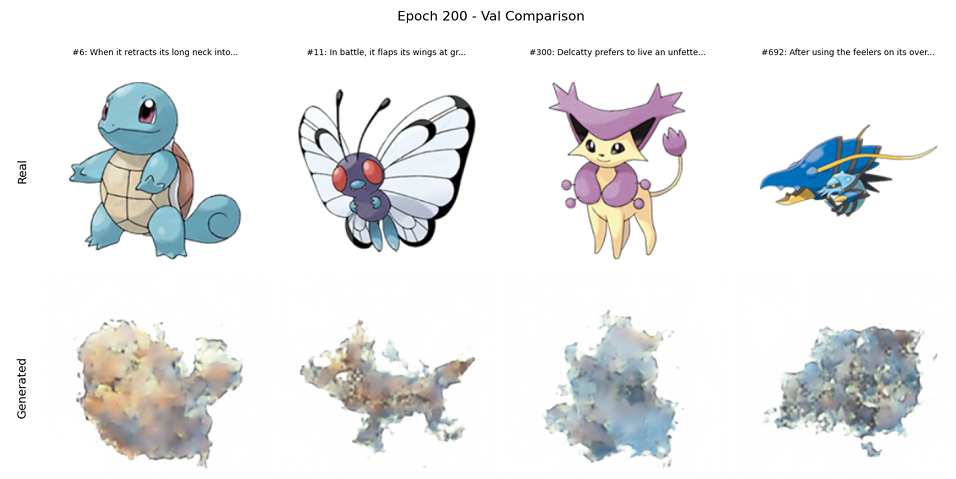 Epoch 200 - Val Comparison
#6: When it retracts its long neck into...
#11: In battle, it flaps its wings at gr...
#300: Delcatty prefers to live an unfette...
#692: After using the feelers on its over...
Real
Generated